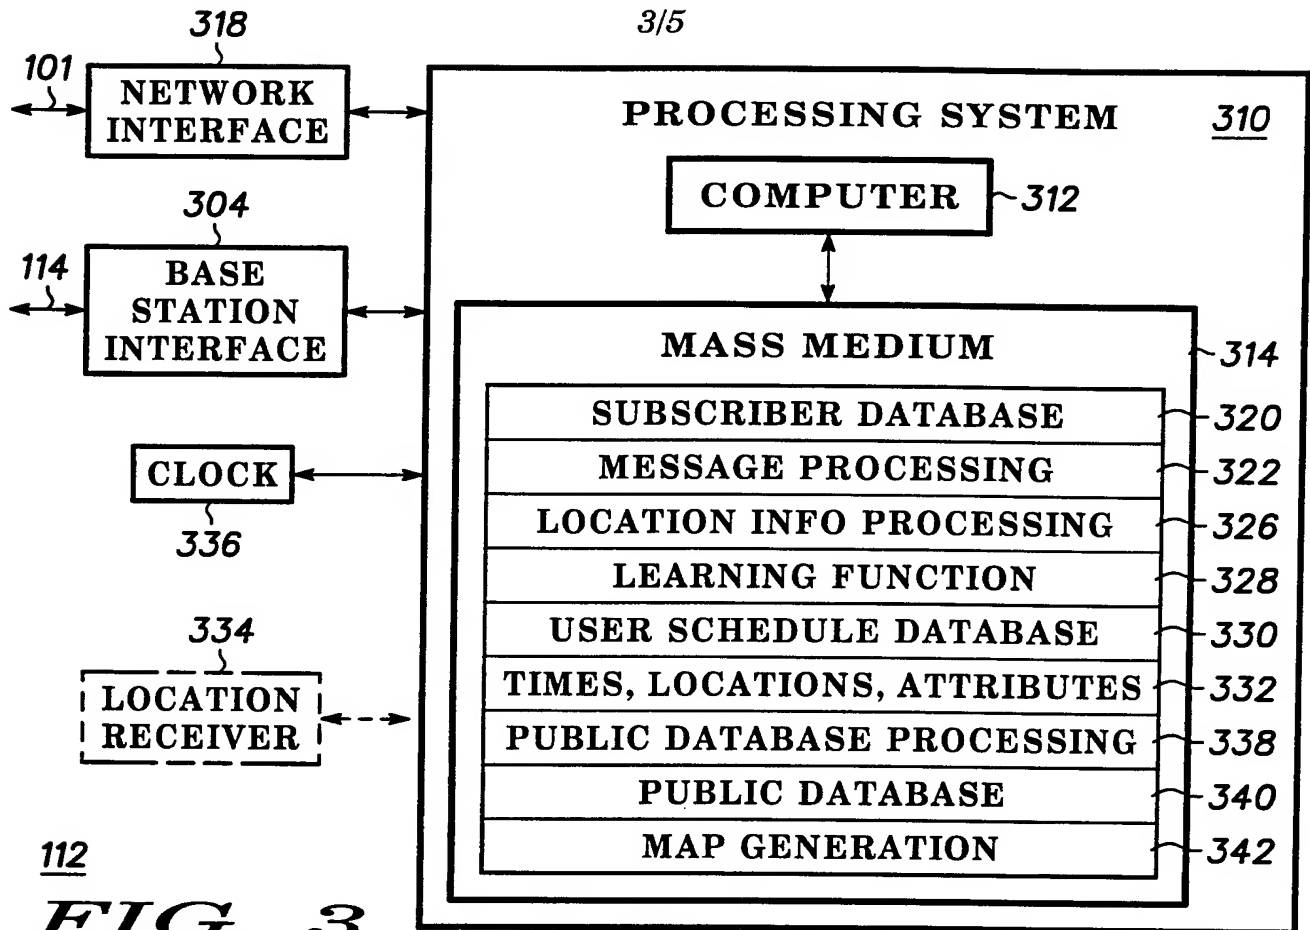 3/5
318
101
NETWORK
INTERFACE
304
114
BASE
STATION
INTERFACE
CLOCK
336
334
LOCATION
RECEIVER
PROCESSING SYSTEM 310
COMPUTER
312
MASS MEDIUM
314
SUBSCRIBER DATABASE
320
MESSAGE PROCESSING
322
LOCATION INFO PROCESSING
326
LEARNING FUNCTION
328
USER SCHEDULE DATABASE
330
TIMES, LOCATIONS, ATTRIBUTES
332
PUBLIC DATABASE PROCESSING
338
PUBLIC DATABASE
340
MAP GENERATION
342
112
FIG. 3